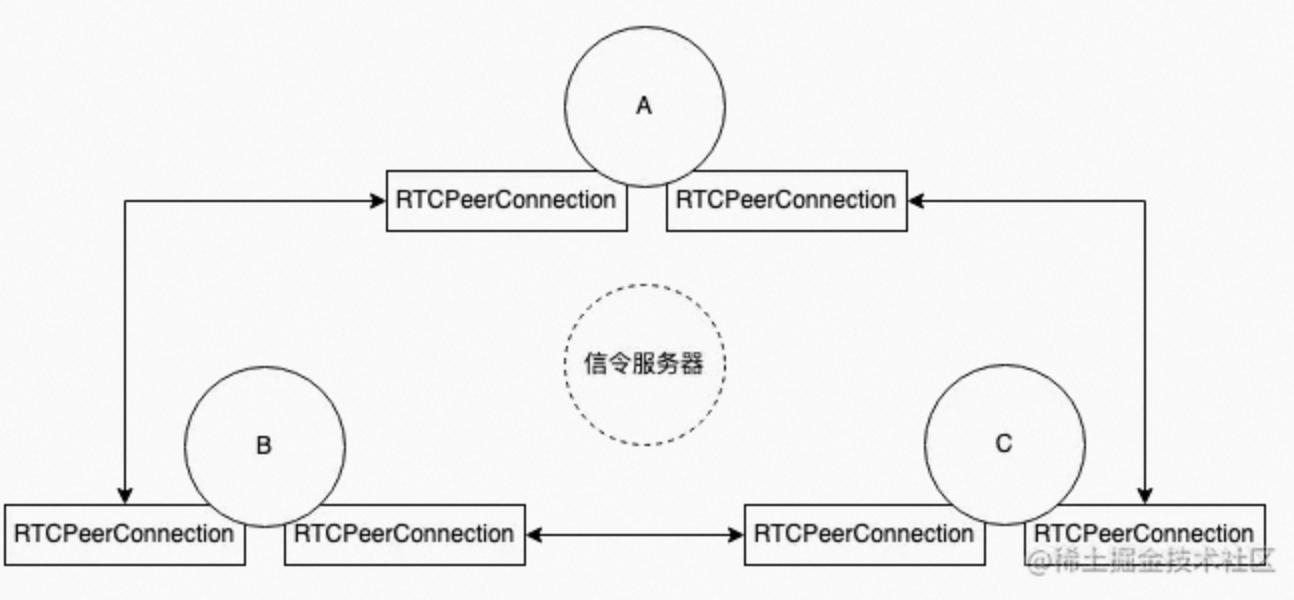 A
RTCPeerConnection
RTCPeerConnection
信令服务器
B
C
RTCPeerConnection
RTCPeerConnection
RTCPeerConnection
RTCPeerConnection
@稀土掘金技术社区